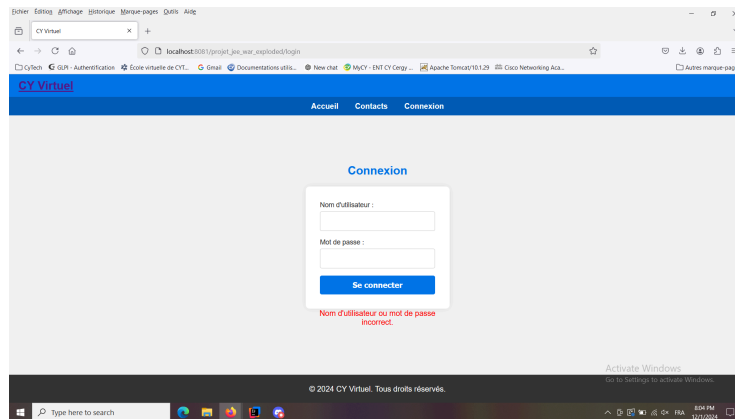 Fichier Édition Affichage Historique Marque-pages Outils Aide
CY Virtuel
localhost:8081/projet_jee_war_exploded/login
CyTech GLPI - Authentification École virtuelle de CYT... Gmail Documentations utilis... New chat MyCY - ENT CY Cergy ... Apache Tomcat/10.1.29 Cisco Networking Aca... Autres marque-pag
CY Virtuel
Accueil Contacts Connexion
Connexion
Nom d'utilisateur :
Mot de passe :
Se connecter
Nom d'utilisateur ou mot de passe
incorrect.
Activate Windows
Go to Settings to activate Windows.
© 2024 CY Virtuel. Tous droits réservés.
Type here to search
FRA
8:04 PM
12/1/2024